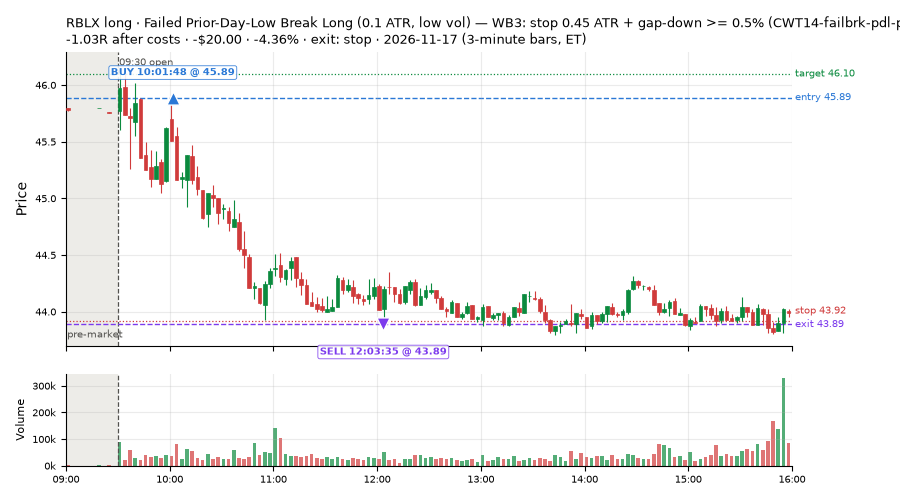 RBLX long · Failed Prior-Day-Low Break Long (0.1 ATR, low vol) — WB3: stop 0.45 ATR + gap-down >= 0.5% (CWT14-failbrk-pdl-p
-1.03R after costs · -$20.00 · -4.36% · exit: stop · 2026-11-17 (3-minute bars, ET)
09:30 open
BUY 10:01:48 @ 45.89
target 46.10
46.0
entry 45.89
45.5
Price
45.0
44.5
44.0
stop 43.92
exit 43.89
pre-market
SELL 12:03:35 @ 43.89
300k
Volume
200k
100k
0k
09:00 10:00 11:00 12:00 13:00 14:00 15:00 16:00